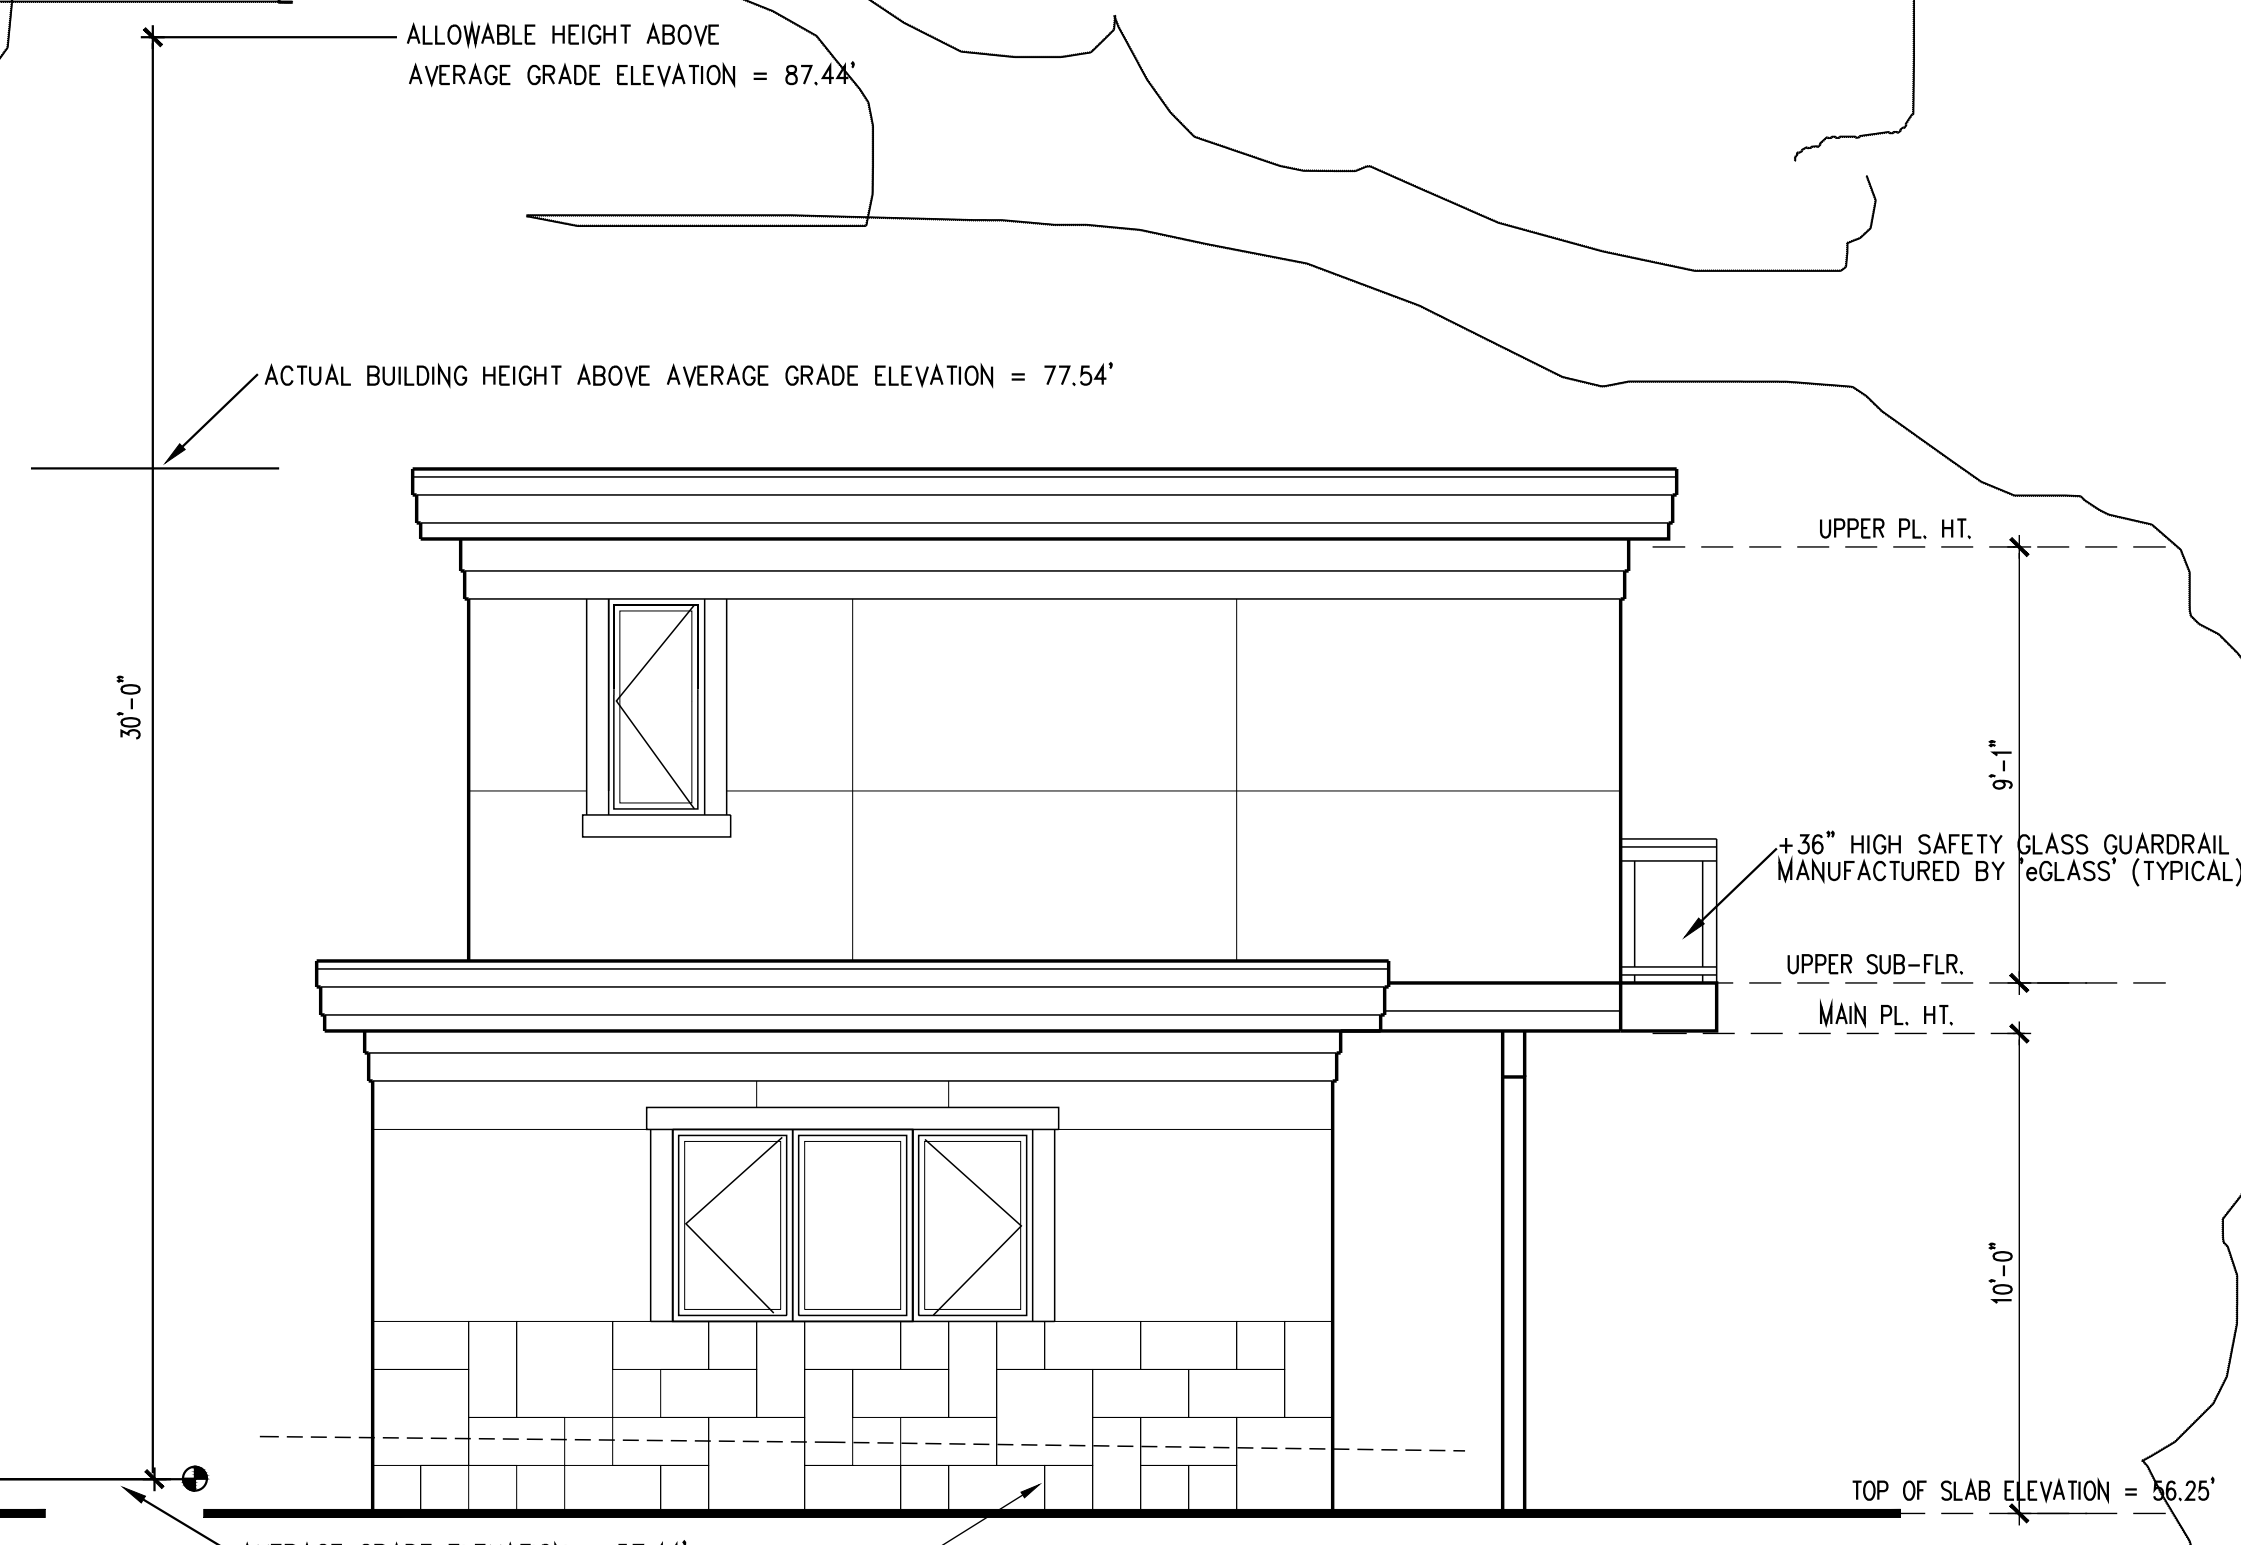 ALLOWABLE HEIGHT ABOVE
AVERAGE GRADE ELEVATION = 87.44'
ACTUAL BUILDING HEIGHT ABOVE AVERAGE GRADE ELEVATION = 77.54'
UPPER PL. HT.
30'-0"
9'-1"
+36" HIGH SAFETY GLASS GUARDRAIL
MANUFACTURED BY 'eGLASS' (TYPICAL)
UPPER SUB-FLR.
MAIN PL. HT.
10'-0"
TOP OF SLAB ELEVATION = 56.25'
AVERAGE GRADE